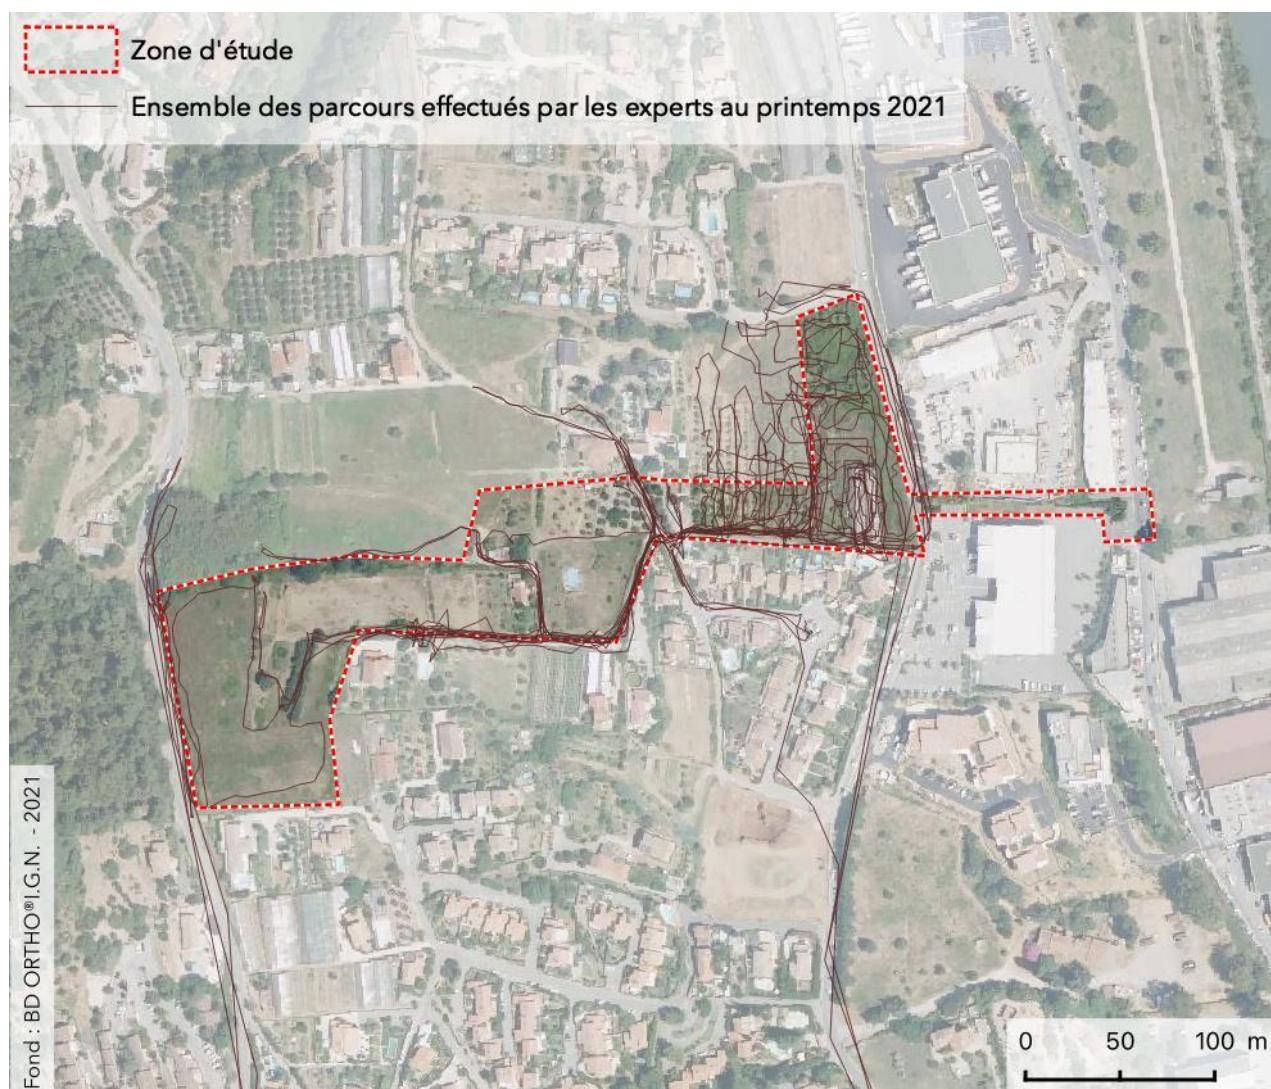 Zone d'étude
Ensemble des parcours effectués par les experts au printemps 2021
Fond : BD ORTHO®I.G.N. - 2021
0 50 100 m